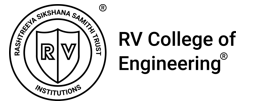 RASHTREEYA SIKSHANA SAMITHI TRUST
RV
INSTITUTIONS
®
RV College of
Engineering®